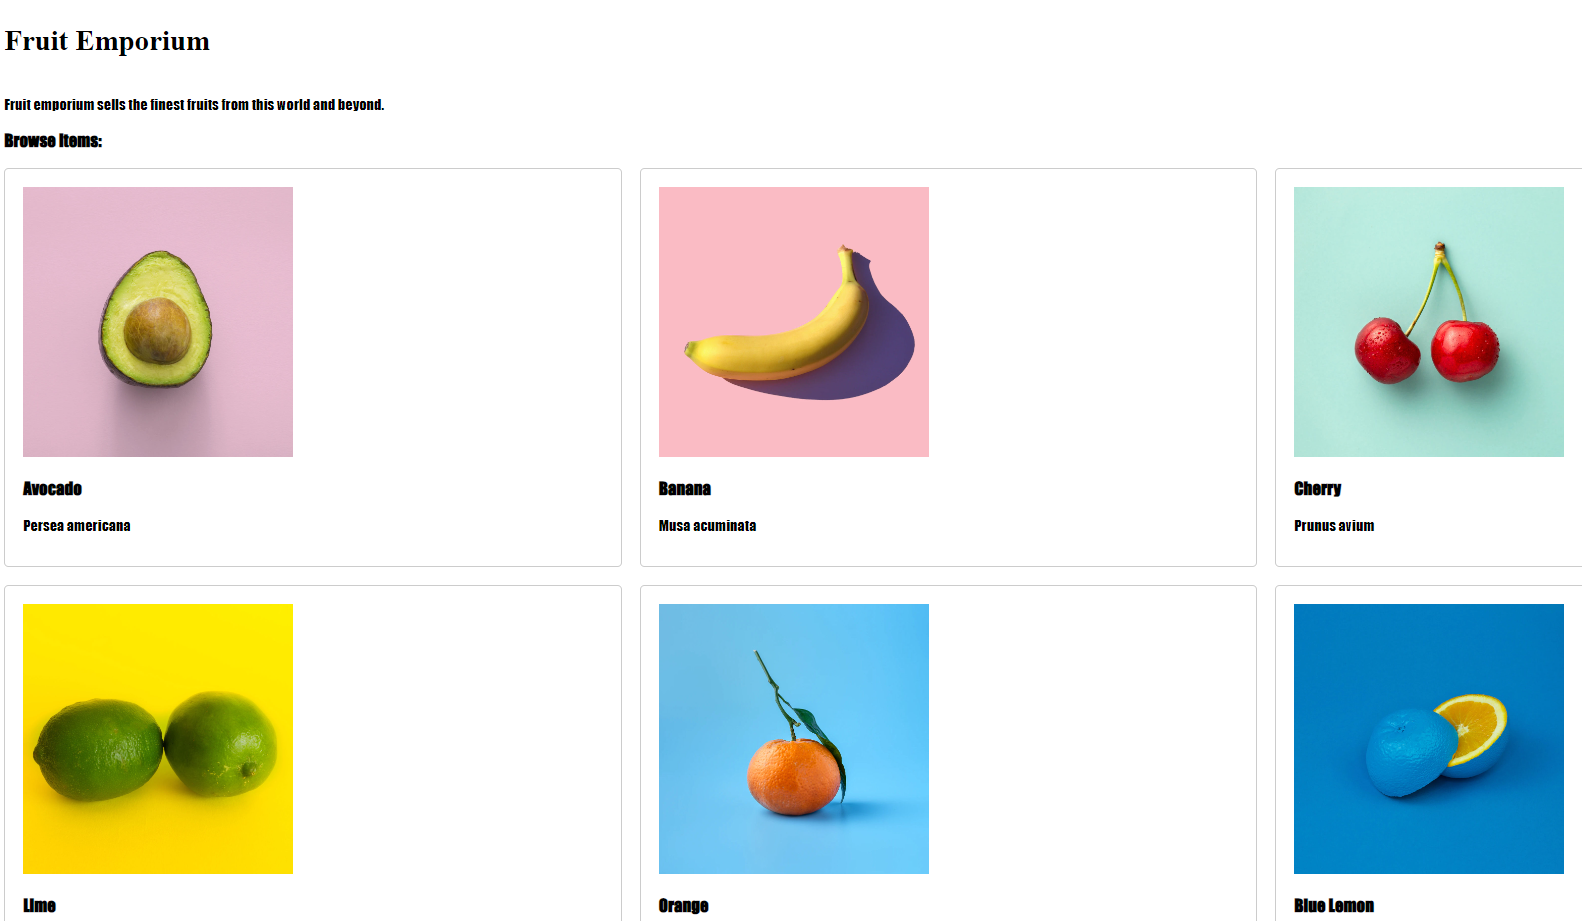 Fruit Emporium
Fruit emporium sells the finest fruits from this world and beyond.
Browse Items:
Avocado
Persea americana
Banana
Musa acuminata
Cherry
Prunus avium
Lime
Orange
Blue Lemon